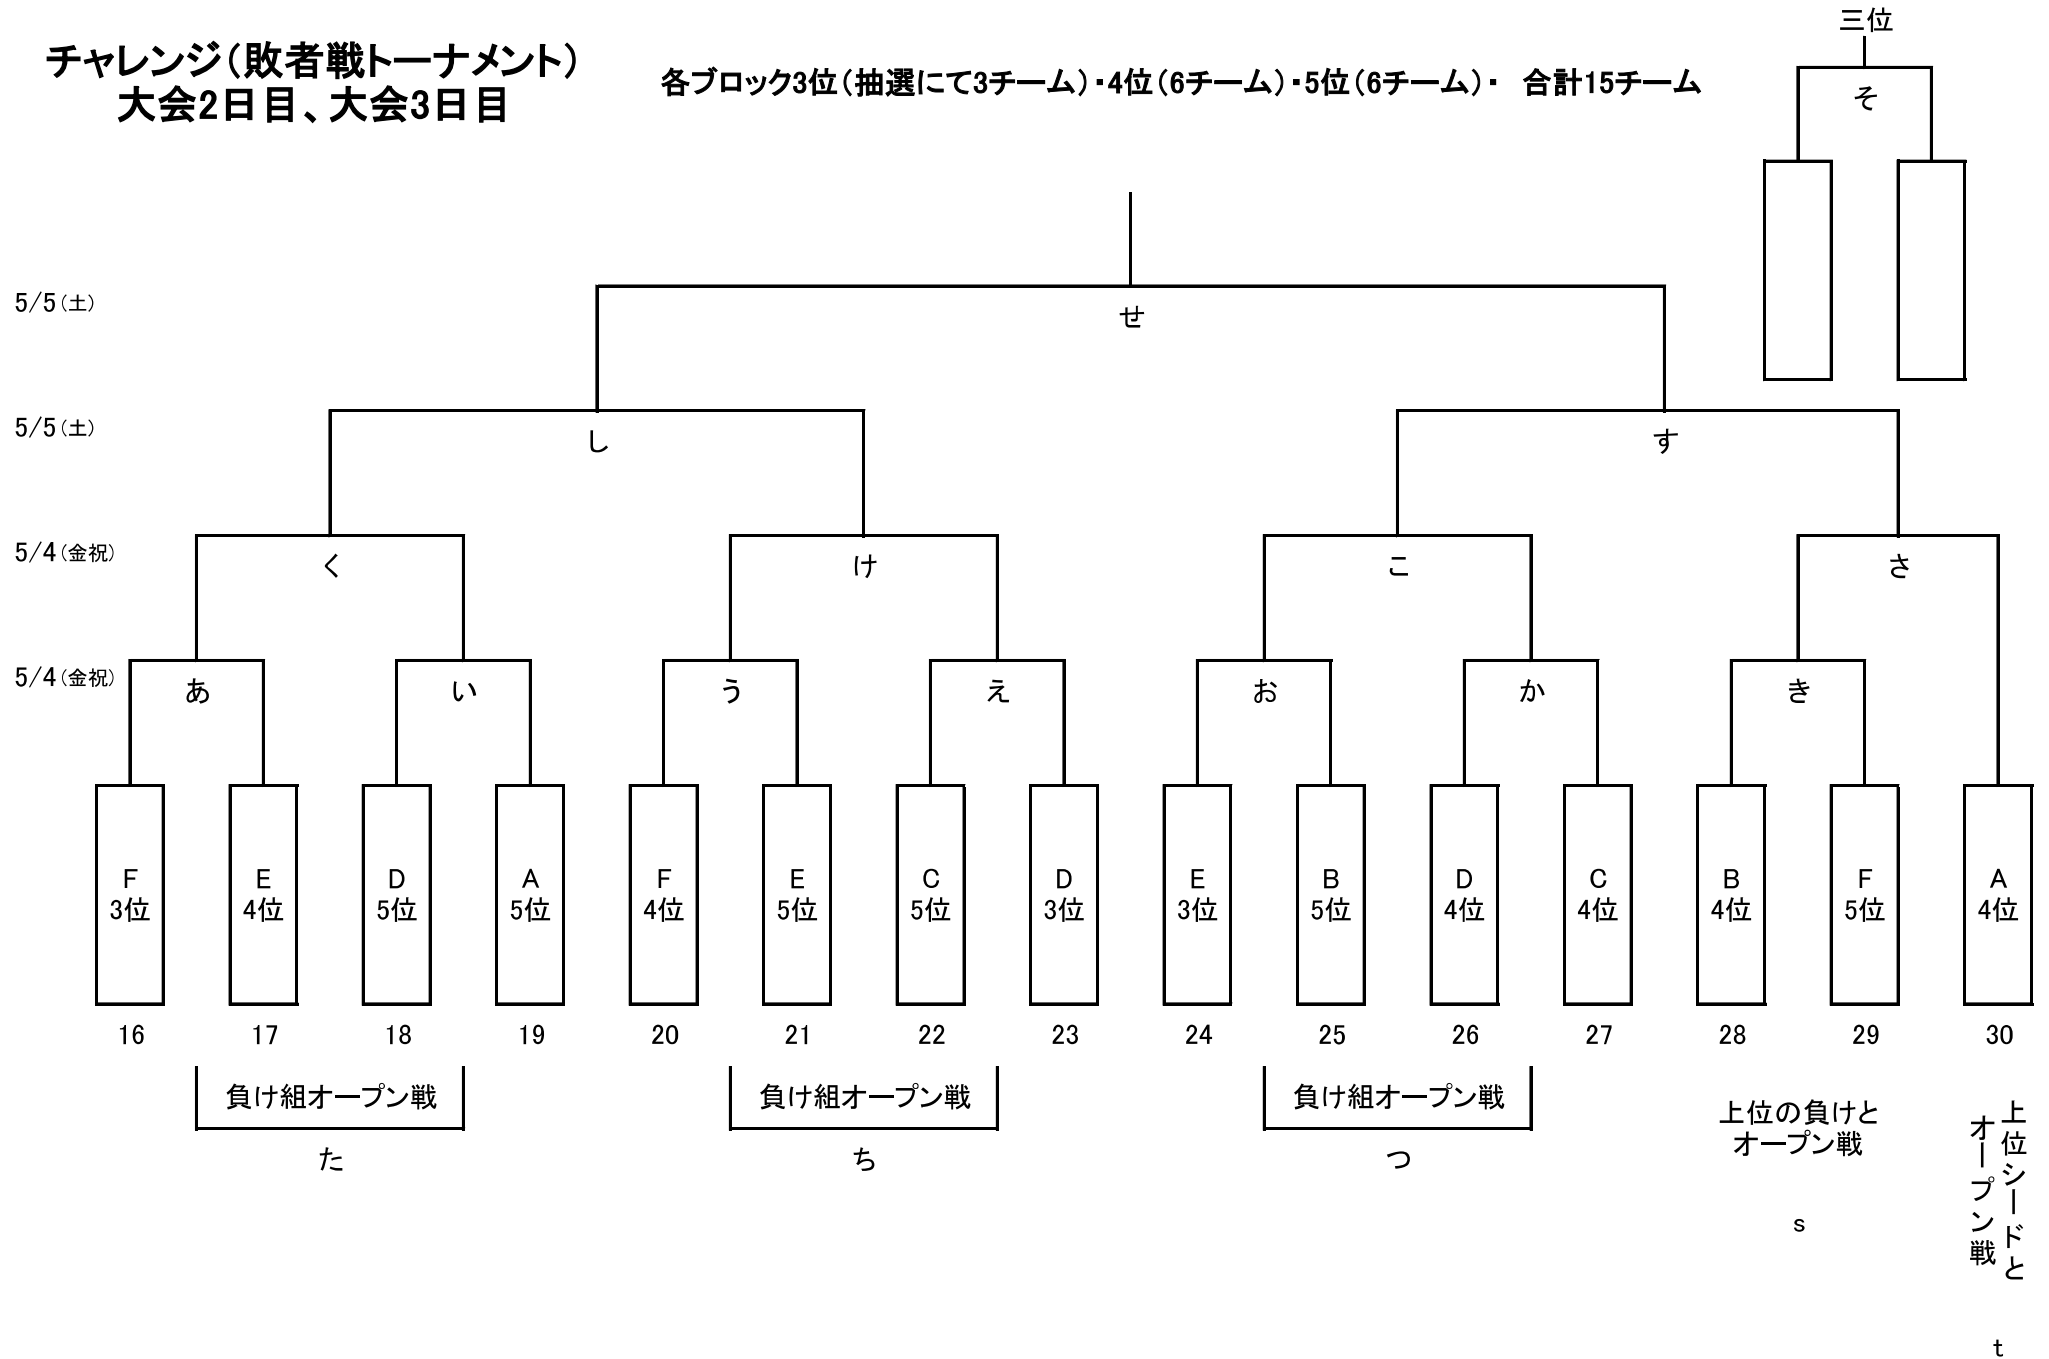 三位
チャレンジ（敗者戦トーナメント）
大会2日目、大会3日目
各ブロック3位（抽選にて3チーム）・4位（6チーム）・5位（6チーム）・　合計15チーム
そ
5/5（土）
せ
5/5（土）
し
す
5/4（金祝）
く
け
こ
さ
5/4（金祝）
あ
い
う
え
お
か
き
F
3位
E
4位
D
5位
A
5位
F
4位
E
5位
C
5位
D
3位
E
3位
B
5位
D
4位
C
4位
B
4位
F
5位
A
4位
16
17
18
19
20
21
22
23
24
25
26
27
28
29
30
負け組オープン戦
た
負け組オープン戦
ち
負け組オープン戦
つ
上位の負けと
オープン戦
s
上位シードと
オープン戦
t